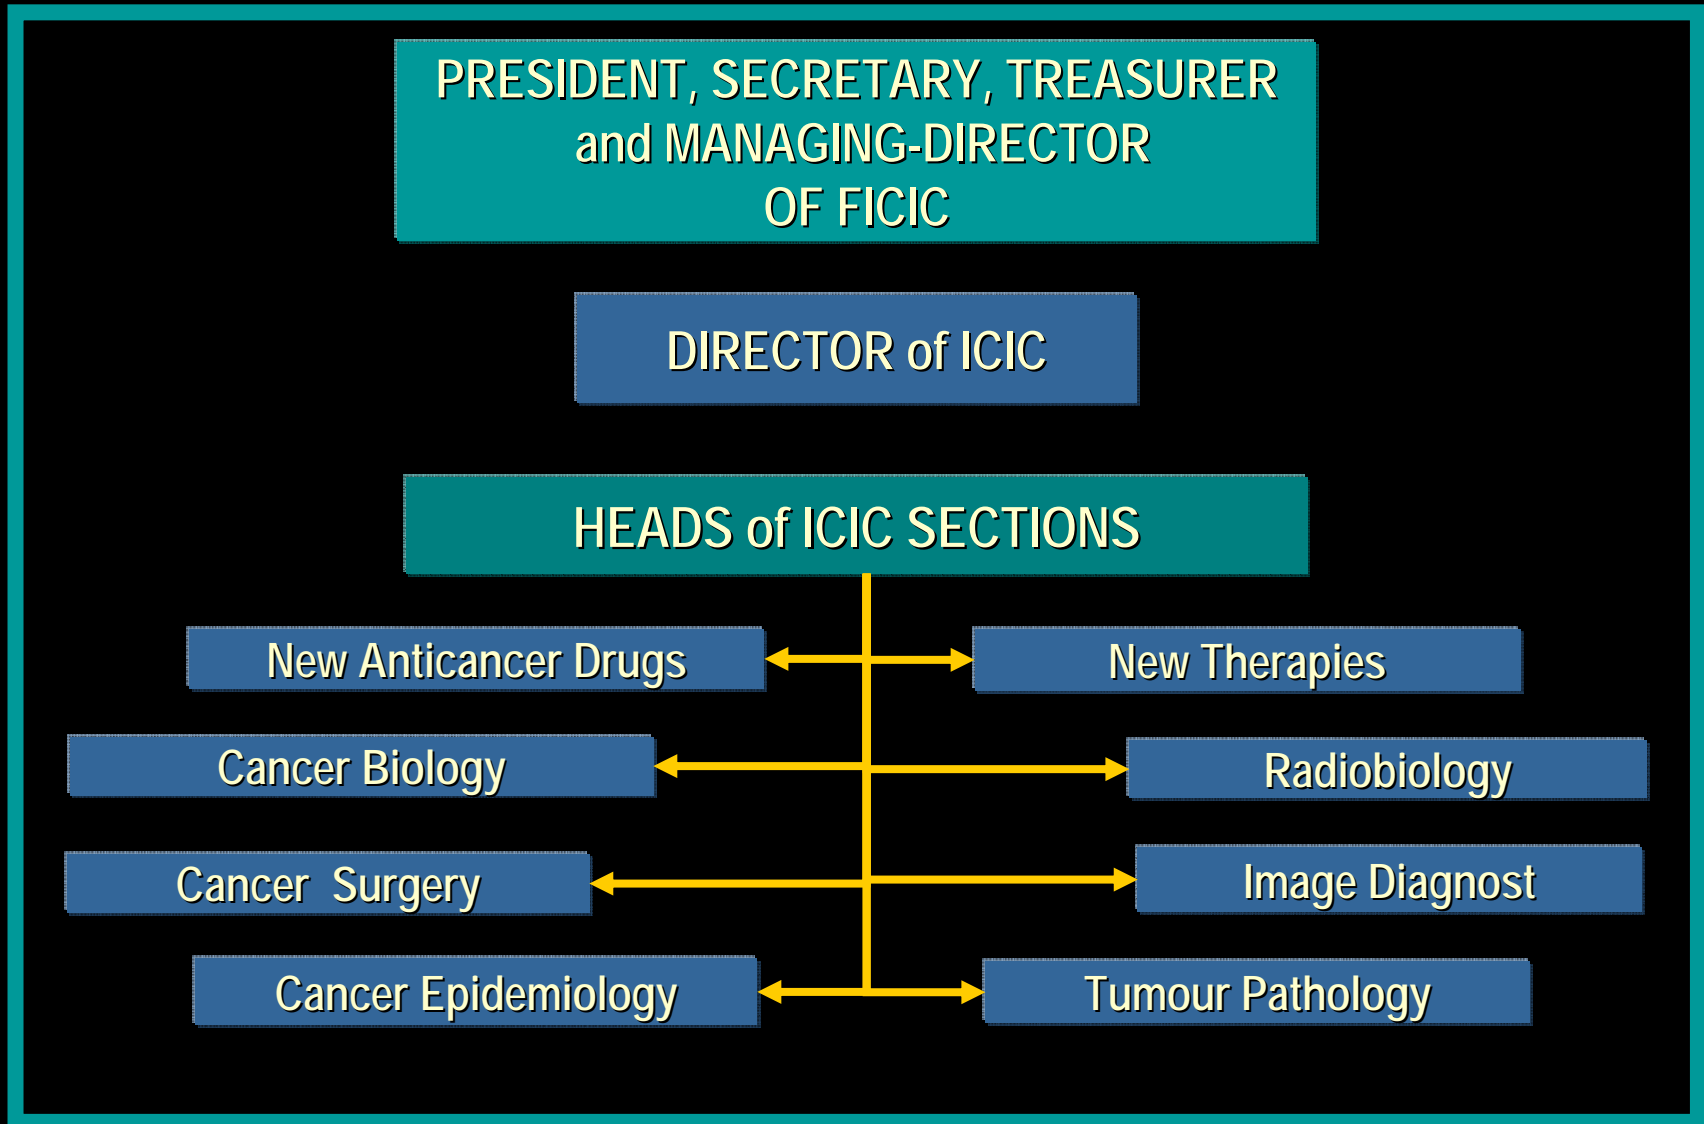 PRESIDENT, SECRETARY, TREASURER
and MANAGING-DIRECTOR
OF FICIC
DIRECTOR of ICIC
HEADS of ICIC SECTIONS
New Anticancer Drugs
New Therapies
Cancer Biology
Radiobiology
Cancer  Surgery
Image Diagnost
Cancer Epidemiology
Tumour Pathology